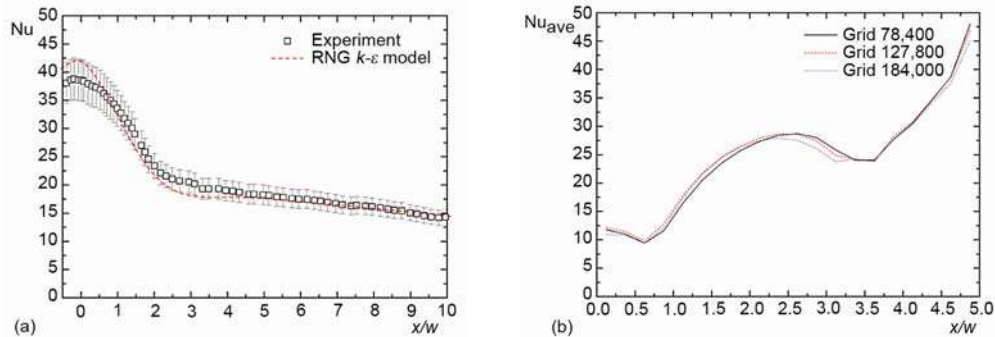 50
Nu
45
40
35
30
25
20
15
10
5
0
Experiment
RNG k-ε model
0 1 2 3 4 5 6 7 8 9 10
x/w
(a)
50
Nuave
45
40
35
30
25
20
15
10
5
0
Grid 78,400
Grid 127,800
Grid 184,000
0.0 0.5 1.0 1.5 2.0 2.5 3.0 3.5 4.0 4.5 5.0
x/w
(b)